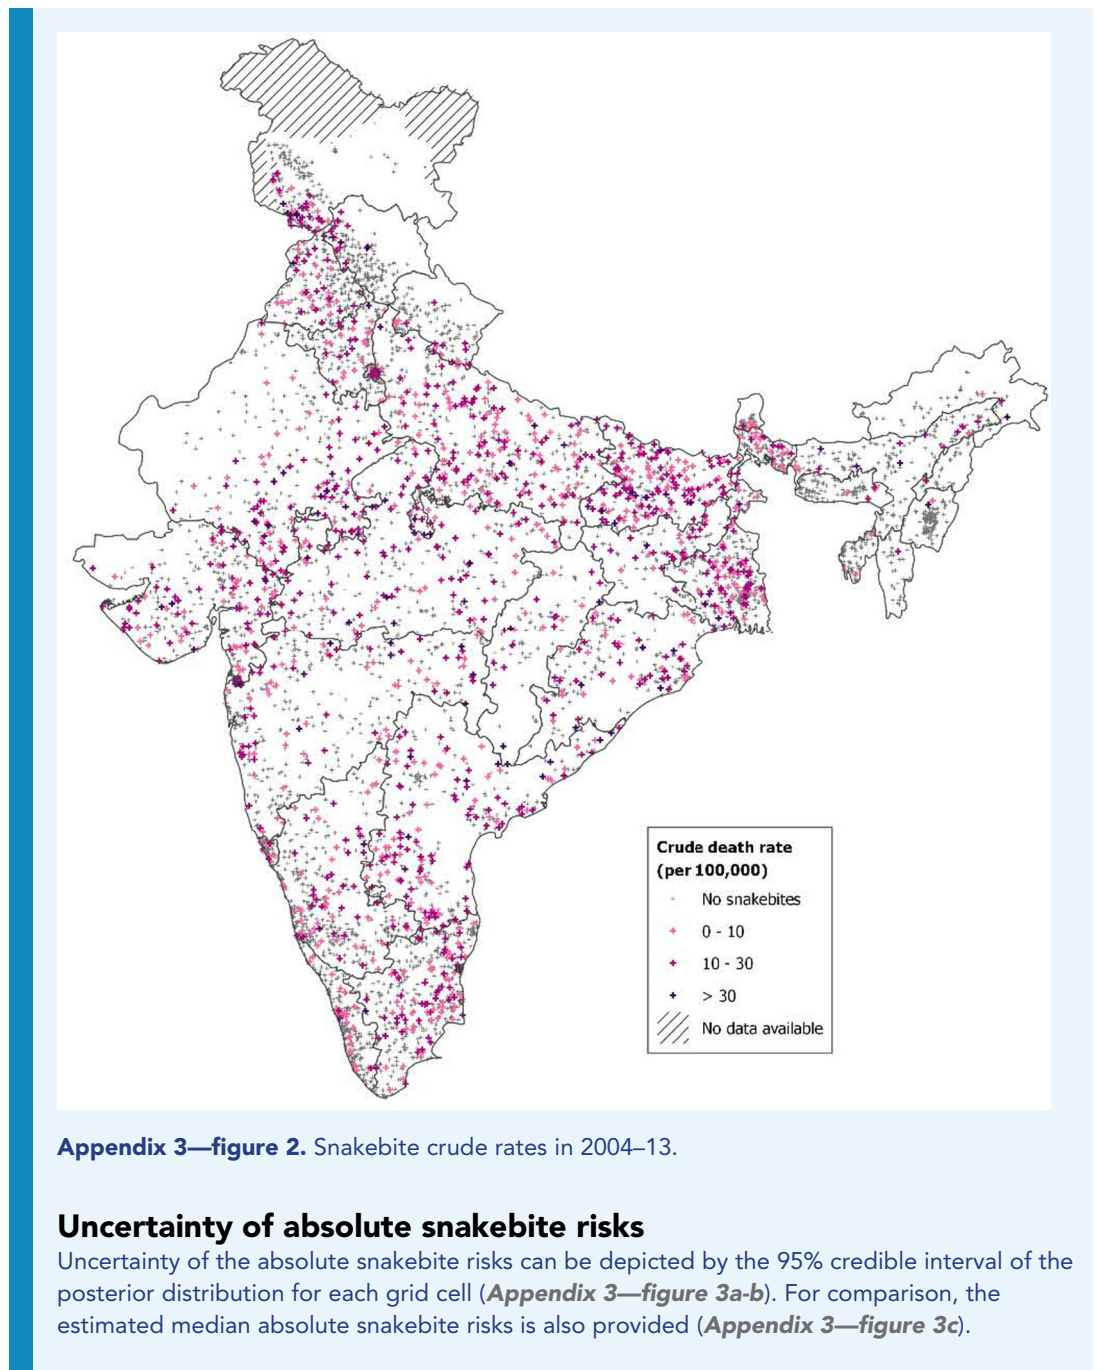 Crude death rate
(per 100,000)
No snakebites
0 - 10
10 - 30
> 30
No data available
Appendix 3—figure 2. Snakebite crude rates in 2004–13.
Uncertainty of absolute snakebite risks
Uncertainty of the absolute snakebite risks can be depicted by the 95% credible interval of the
posterior distribution for each grid cell (Appendix 3—figure 3a-b). For comparison, the
estimated median absolute snakebite risks is also provided (Appendix 3—figure 3c).